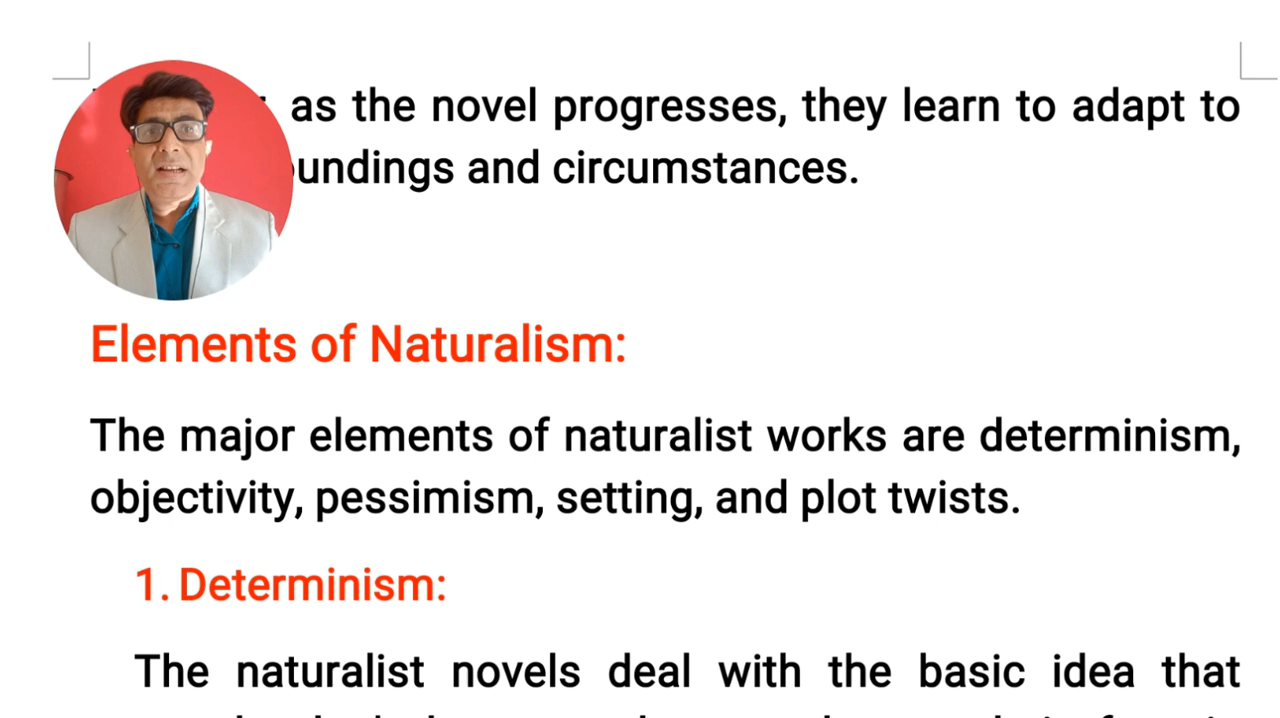 as the novel progresses, they learn to adapt to
undings and circumstances.
Elements of Naturalism:
The major elements of naturalist works are determinism,
objectivity, pessimism, setting, and plot twists.
1. Determinism:
The naturalist novels deal with the basic idea that